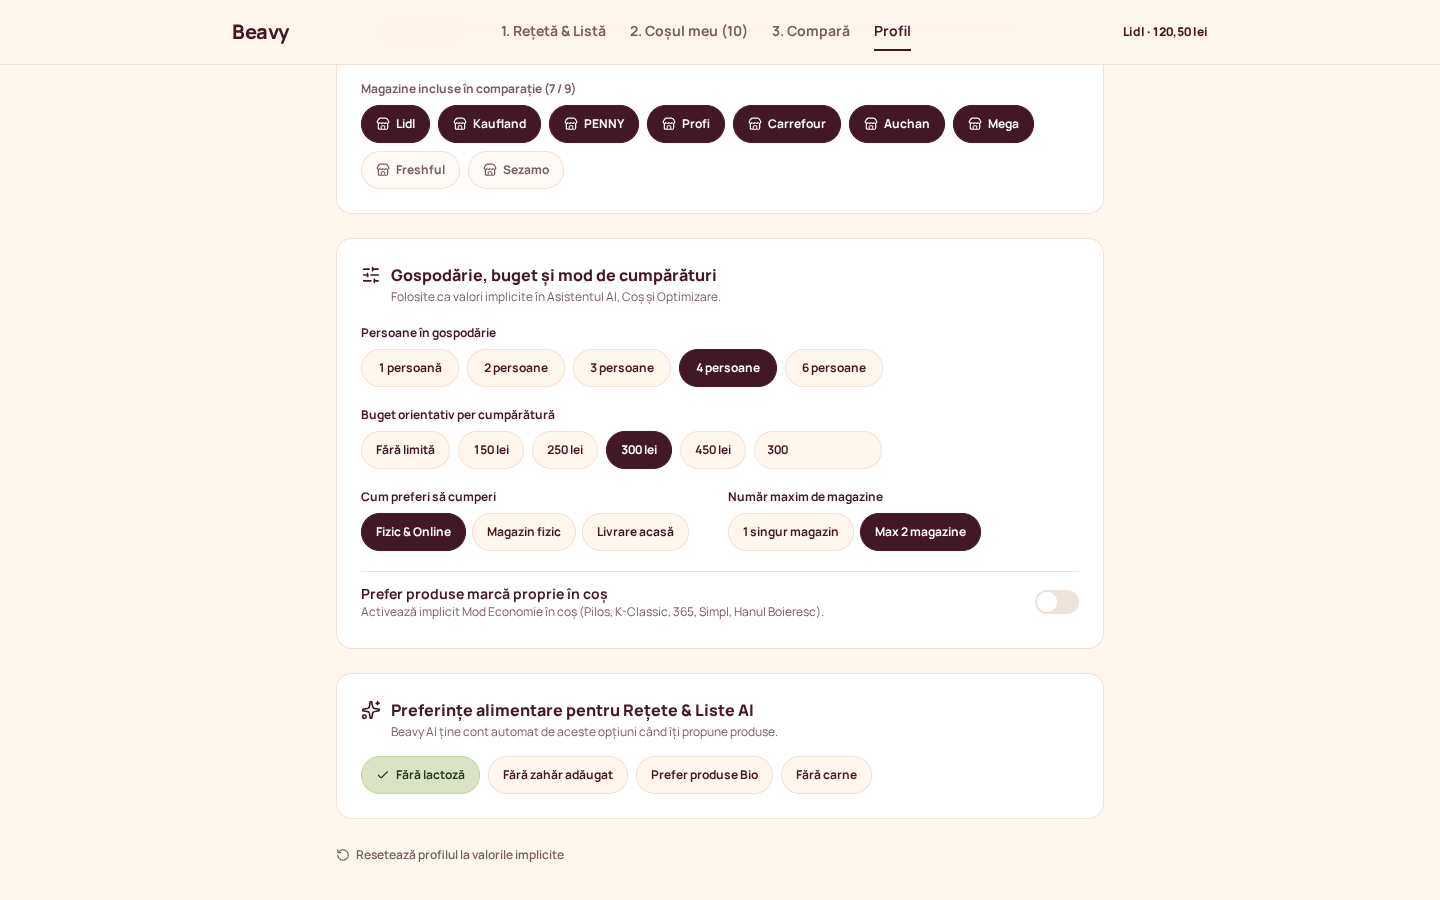 Beavy
1. Rețetă & Listă
2. Coșul meu (10)
3. Compară
Profil
Lidl · 120,50 lei
Magazine incluse în comparație (7 / 9)
Lidl
Kaufland
PENNY
Profi
Carrefour
Auchan
Mega
Freshful
Sezamo
Gospodărie, buget și mod de cumpărături
Folosite ca valori implicite în Asistentul AI, Coș și Optimizare.
Persoane în gospodărie
1 persoană
2 persoane
3 persoane
4 persoane
6 persoane
Buget orientativ per cumpărătură
Fără limită
150 lei
250 lei
300 lei
450 lei
300
Cum preferi să cumperi
Fizic & Online
Magazin fizic
Livrare acasă
Număr maxim de magazine
1 singur magazin
Max 2 magazine
Prefer produse marcă proprie în coș
Activează implicit Mod Economie în coș (Pilos, K-Classic, 365, Simpl, Hanul Boieresc).
Preferințe alimentare pentru Rețete & Liste AI
Beavy AI ține cont automat de aceste opțiuni când îți propune produse.
Fără lactoză
Fără zahăr adăugat
Prefer produse Bio
Fără carne
Resetează profilul la valorile implicite